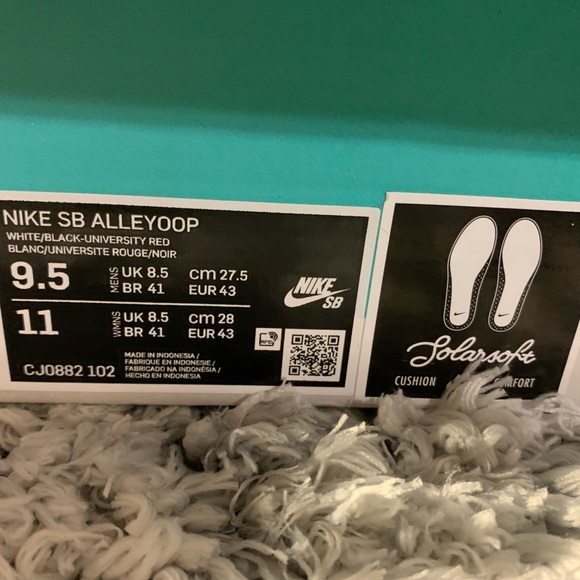 NIKE SB ALLEYOOP
WHITE/BLACK-UNIVERSITY RED
BLANC/UNIVERSITE ROUGE/NOIR
9.5 MENS UK 8.5 CM 27.5
BR 41 EUR 43
11 WMNS UK 8.5 CM 28
BR 41 EUR 43
MADE IN INDONESIA /
FABRIQUE EN INDONESIE /
FABRICADO NA INDONÉSIA /
HECHO EN INDONESIA
CJ0882 102
NIKE
SB
Solarsoft
CUSHION COMFORT